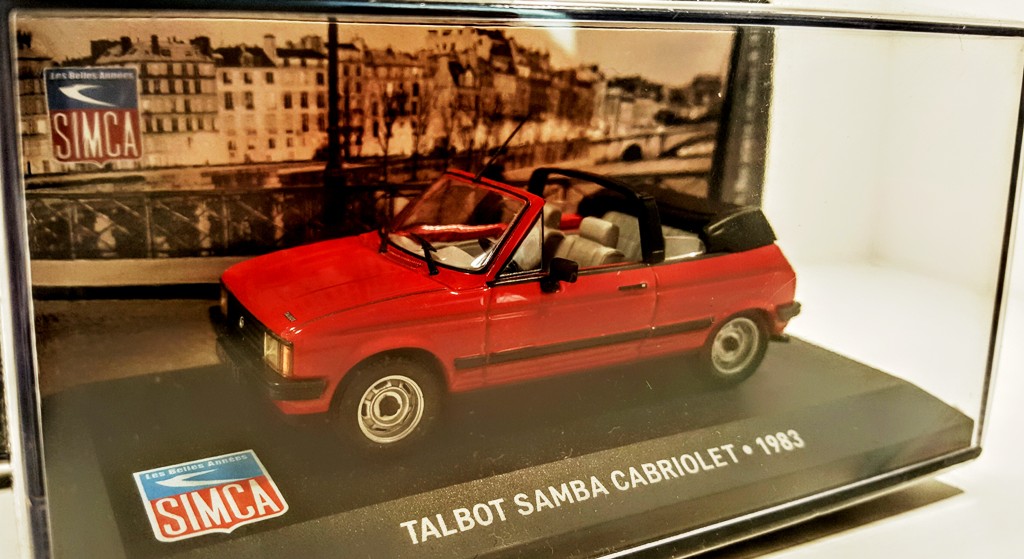 Les Belles Années
SIMCA
Les Belles Années
SIMCA
TALBOT SAMBA CABRIOLET • 1983